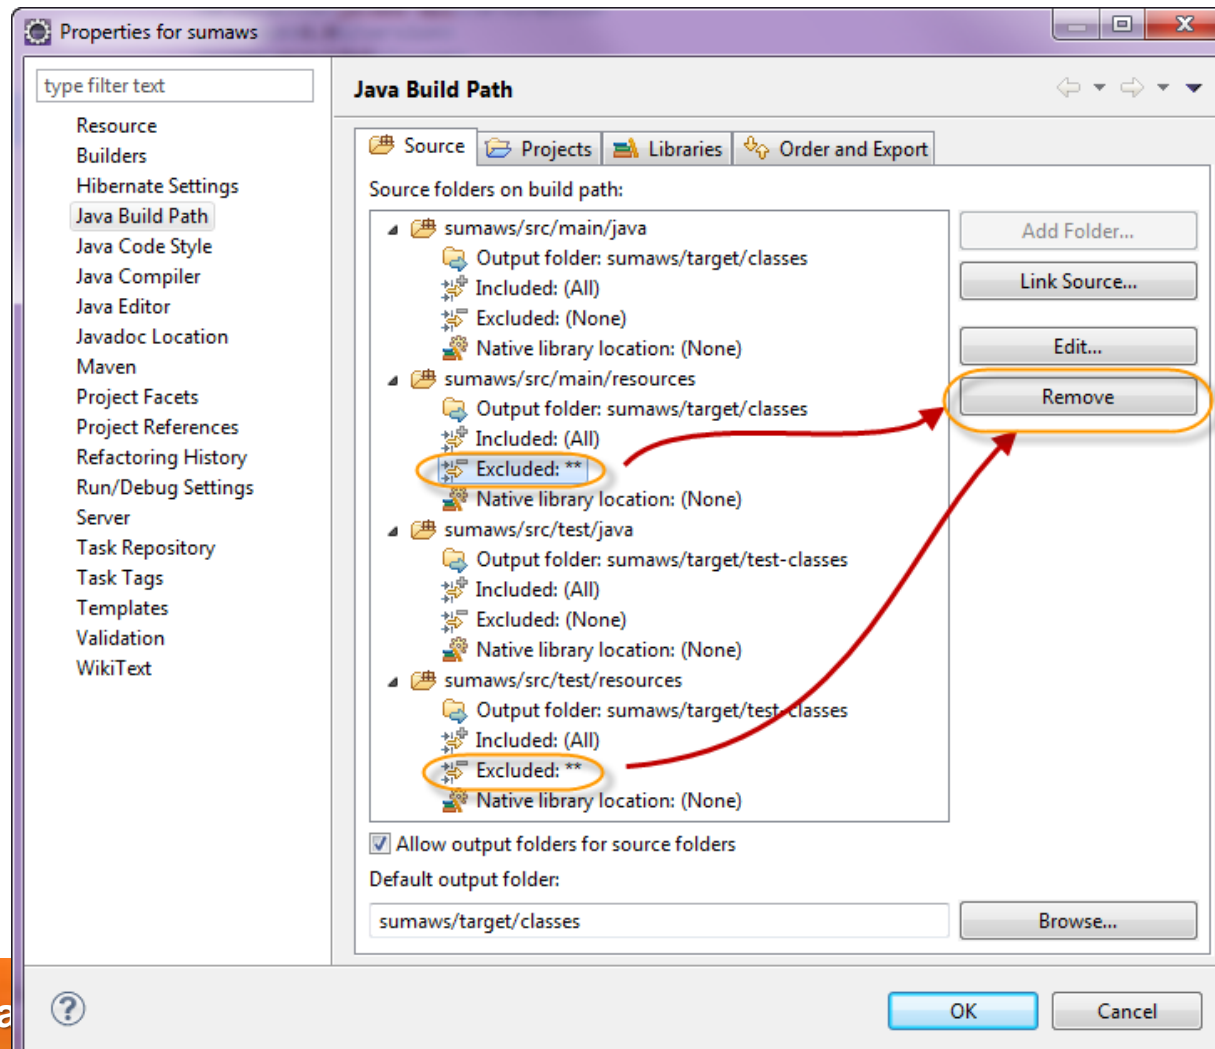 Properties for sumaws
type filter text
Resource
Builders
Hibernate Settings
Java Build Path
Java Code Style
Java Compiler
Java Editor
Javadoc Location
Maven
Project Facets
Project References
Refactoring History
Run/Debug Settings
Server
Task Repository
Task Tags
Templates
Validation
WikiText
Java Build Path
Source Projects Libraries Order and Export
Source folders on build path:
sumaws/src/main/java
Output folder: sumaws/target/classes
Included: (All)
Excluded: (None)
Native library location: (None)
sumaws/src/main/resources
Output folder: sumaws/target/classes
Included: (All)
Excluded: **
Native library location: (None)
sumaws/src/test/java
Output folder: sumaws/target/test-classes
Included: (All)
Excluded: (None)
Native library location: (None)
sumaws/src/test/resources
Output folder: sumaws/target/test-classes
Included: (All)
Excluded: **
Native library location: (None)
Add Folder...
Link Source...
Edit...
Remove
Allow output folders for source folders
Default output folder:
sumaws/target/classes
Browse...
OK
Cancel